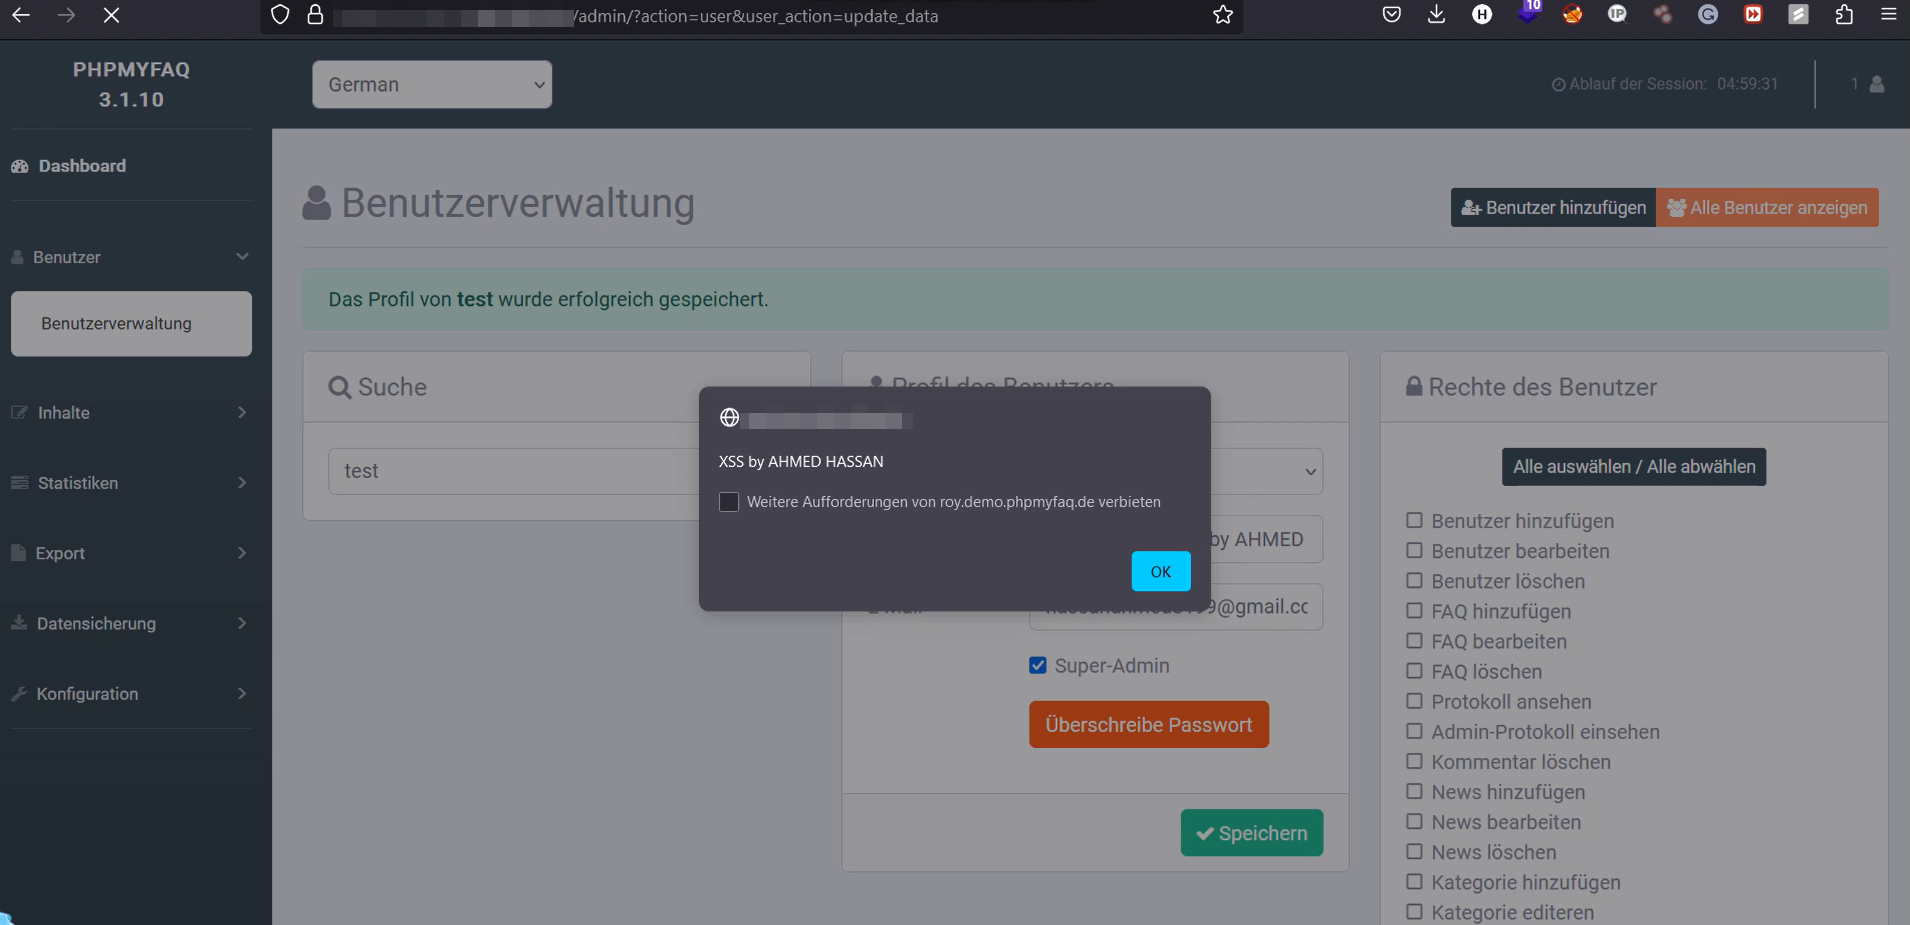 /admin/?action=user&user_action=update_data
10
H
IP
G
PHPMYFAQ
3.1.10
German
Ablauf der Session: 04:59:31
1
Dashboard
Benutzer
Benutzerverwaltung
Inhalte
Statistiken
Export
Datensicherung
Konfiguration
Benutzerverwaltung
Benutzer hinzufügen
Alle Benutzer anzeigen
Das Profil von test wurde erfolgreich gespeichert.
Suche
test
Profil des Benutzers
XSS by AHMED HASSAN
Weitere Aufforderungen von roy.demo.phpmyfaq.de verbieten
OK
by AHMED
9@gmail.cc
Super-Admin
Überschreibe Passwort
Speichern
Rechte des Benutzer
Alle auswählen / Alle abwählen
Benutzer hinzufügen
Benutzer bearbeiten
Benutzer löschen
FAQ hinzufügen
FAQ bearbeiten
FAQ löschen
Protokoll ansehen
Admin-Protokoll einsehen
Kommentar löschen
News hinzufügen
News bearbeiten
News löschen
Kategorie hinzufügen
Kategorie editeren